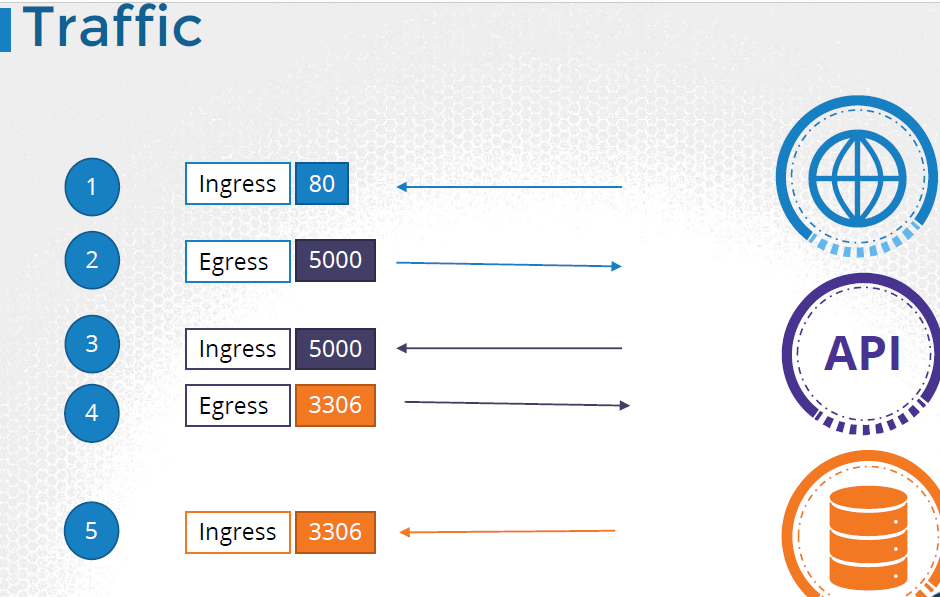 Traffic
1 Ingress 80
2 Egress 5000
3 Ingress 5000
API
4 Egress 3306
5 Ingress 3306